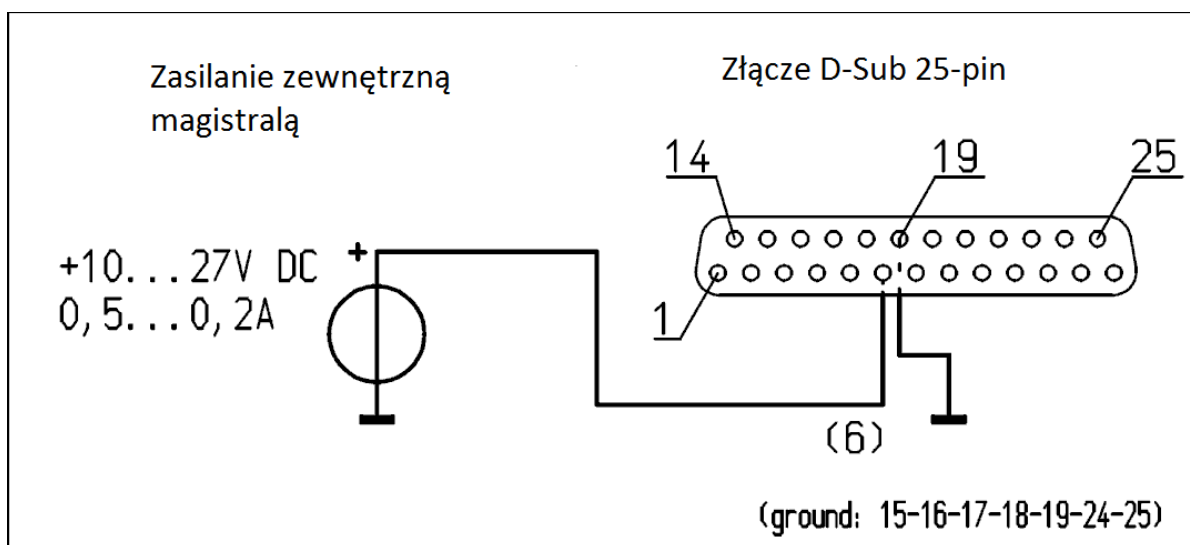 Zasilanie zewnętrzną
magistralą
Złącze D-Sub 25-pin
14
19
25
+10...27V DC
+
0,5...0,2A
1
(6)
(ground: 15-16-17-18-19-24-25)